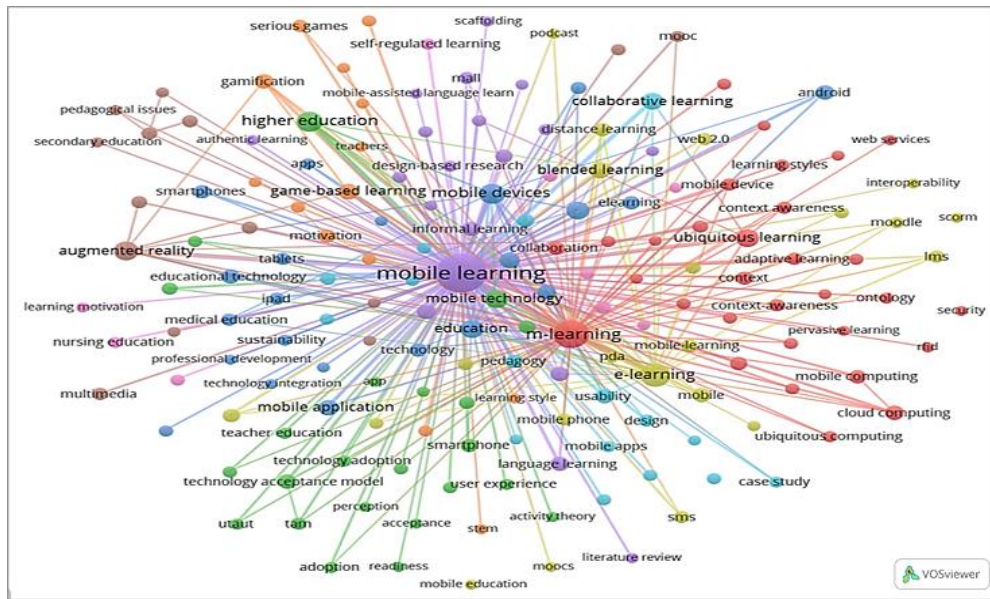 serious games
scaffolding
podcast
self-regulated learning
mooc
gamification
mall
mobile-assisted language learn
collaborative learning
android
pedagogical issues
higher education
distance learning
secondary education
authentic learning
teachers
web 2.0
web services
apps
design-based research
blended learning
learning styles
smartphones
game-based learning
mobile devices
elearning
mobile device
interoperability
context awareness
informal learning
moodle
scorm
motivation
collaboration
ubiquitous learning
augmented reality
tablets
adaptive learning
lms
educational technology
mobile learning
context
ipad
mobile technology
context-awareness
ontology
learning motivation
medical education
education
m-learning
security
nursing education
sustainability
mobile-learning
pervasive learning
technology
professional development
pedagogy
pda
rfid
technology integration
app
e-learning
mobile computing
multimedia
learning style
usability
mobile
mobile application
cloud computing
teacher education
mobile phone
design
smartphone
mobile apps
ubiquitous computing
technology adoption
language learning
technology acceptance model
user experience
case study
perception
utaut
tam
acceptance
activity theory
sms
stem
literature review
adoption
readiness
moocs
mobile education
VOSviewer